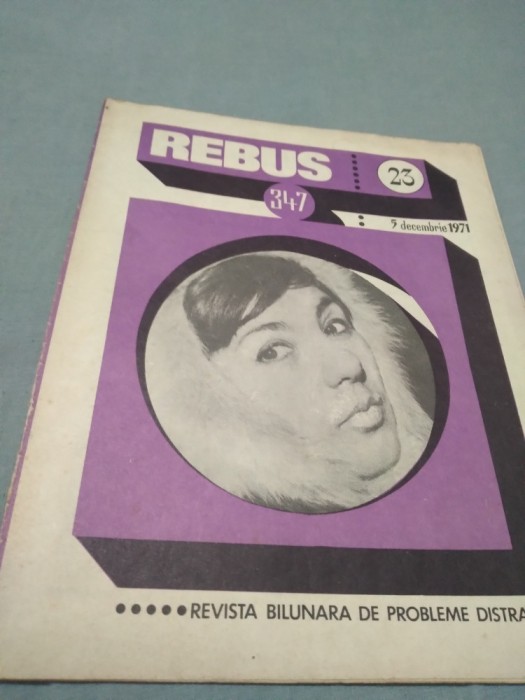 REBUS
23
347
5 decembrie 1971
●●●●●REVISTA BILUNARA DE PROBLEME DISTRA